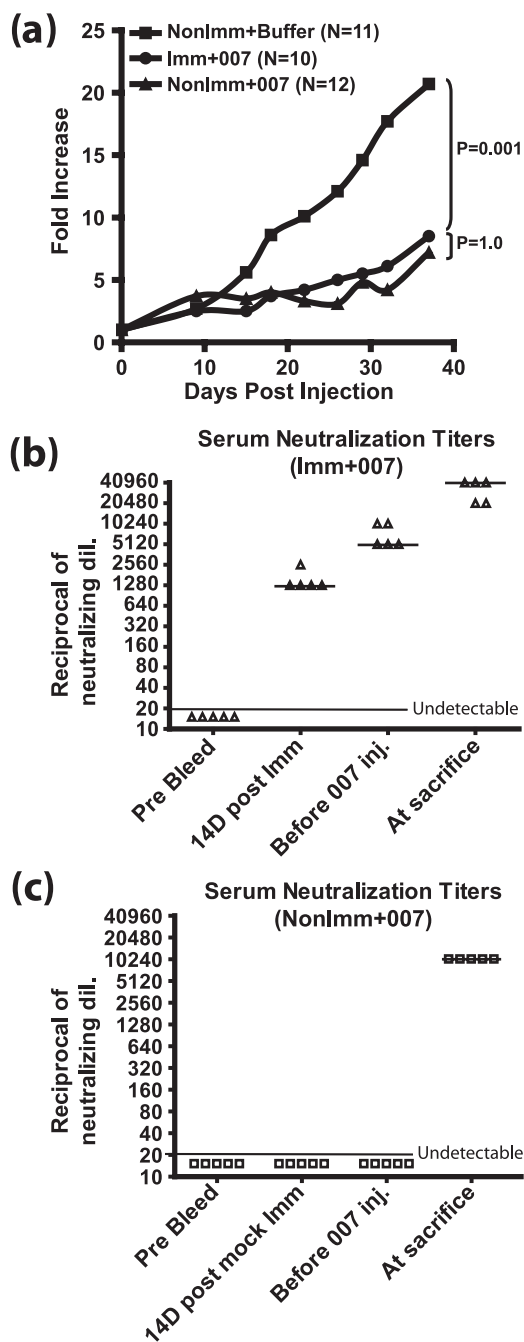 (a)
25
20
15
10
5
0
Fold Increase
NonImm+Buffer (N=11)
Imm+007 (N=10)
NonImm+007 (N=12)
P=0.001
P=1.0
0 10 20 30 40
Days Post Injection
(b)
Serum Neutralization Titers
(Imm+007)
Reciprocal of
neutralizing dil.
40960
20480
10240
5120
2560
1280
640
320
160
80
40
20
10
Undetectable
Pre Bleed
14D post Imm
Before 007 inj.
At sacrifice
(c)
Serum Neutralization Titers
(NonImm+007)
Reciprocal of
neutralizing dil.
40960
20480
10240
5120
2560
1280
640
320
160
80
40
20
10
Undetectable
Pre Bleed
14D post mock Imm
Before 007 inj.
At sacrifice